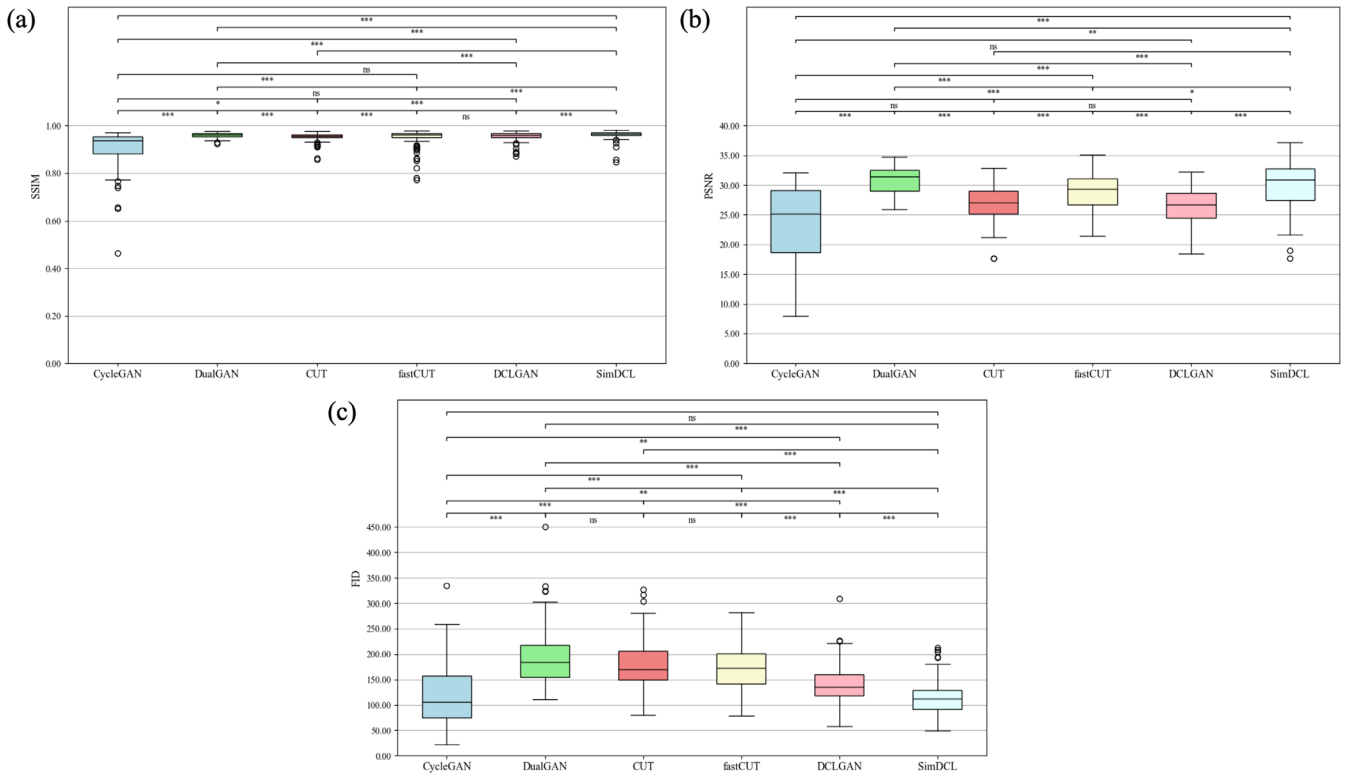 (a)
***
***
***
***
ns
***
ns
***
* ***
*** *** *** ns ***
1.00
0.80
0.60
0.40
0.20
0.00
SSIM
CycleGAN DualGAN CUT fastCUT DCLGAN SimDCL
(b)
***
**
ns
***
***
***
*** *
ns ns
*** *** *** *** ***
40.00
35.00
30.00
25.00
20.00
15.00
10.00
5.00
0.00
PSNR
CycleGAN DualGAN CUT fastCUT DCLGAN SimDCL
(c)
ns
***
**
***
***
***
** ***
*** ***
*** ns ns *** ***
450.00
400.00
350.00
300.00
250.00
200.00
150.00
100.00
50.00
0.00
FID
CycleGAN DualGAN CUT fastCUT DCLGAN SimDCL